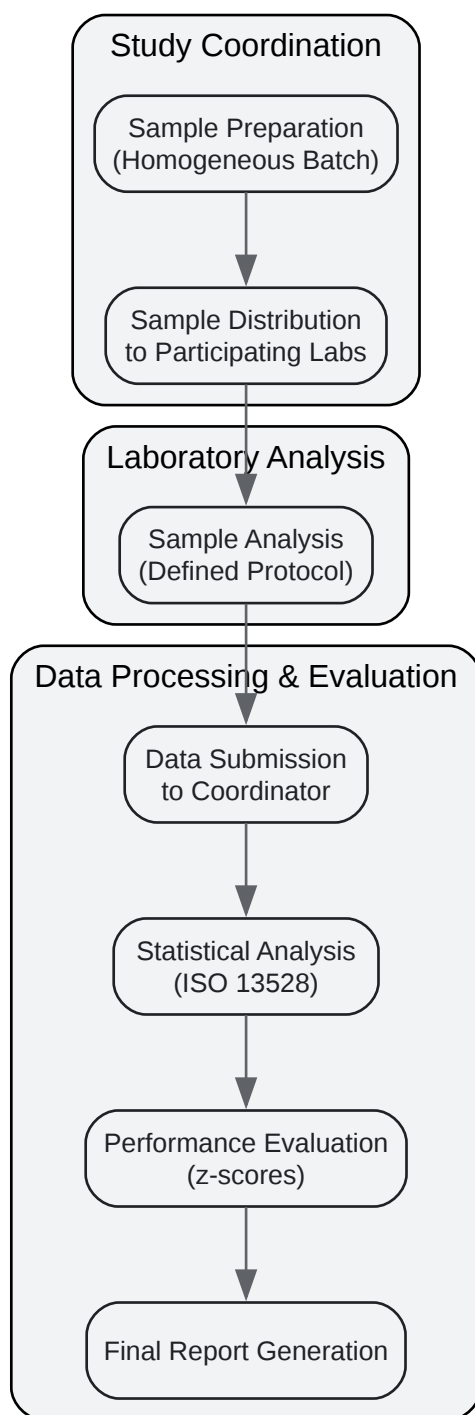 Study Coordination
Sample Preparation
(Homogeneous Batch)
Sample Distribution
to Participating Labs
Laboratory Analysis
Sample Analysis
(Defined Protocol)
Data Processing & Evaluation
Data Submission
to Coordinator
Statistical Analysis
(ISO 13528)
Performance Evaluation
(z-scores)
Final Report Generation